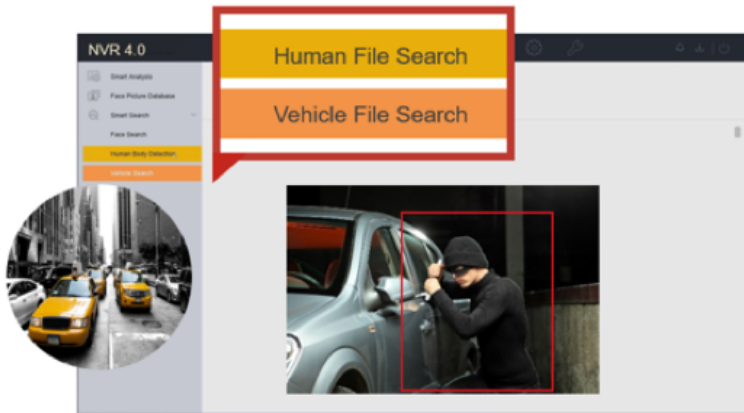 NVR 4.0
Human File Search
Vehicle File Search
Smart Analysis
Face Picture Database
Smart Search
Face Search
Human Body Detection
Vehicle Search